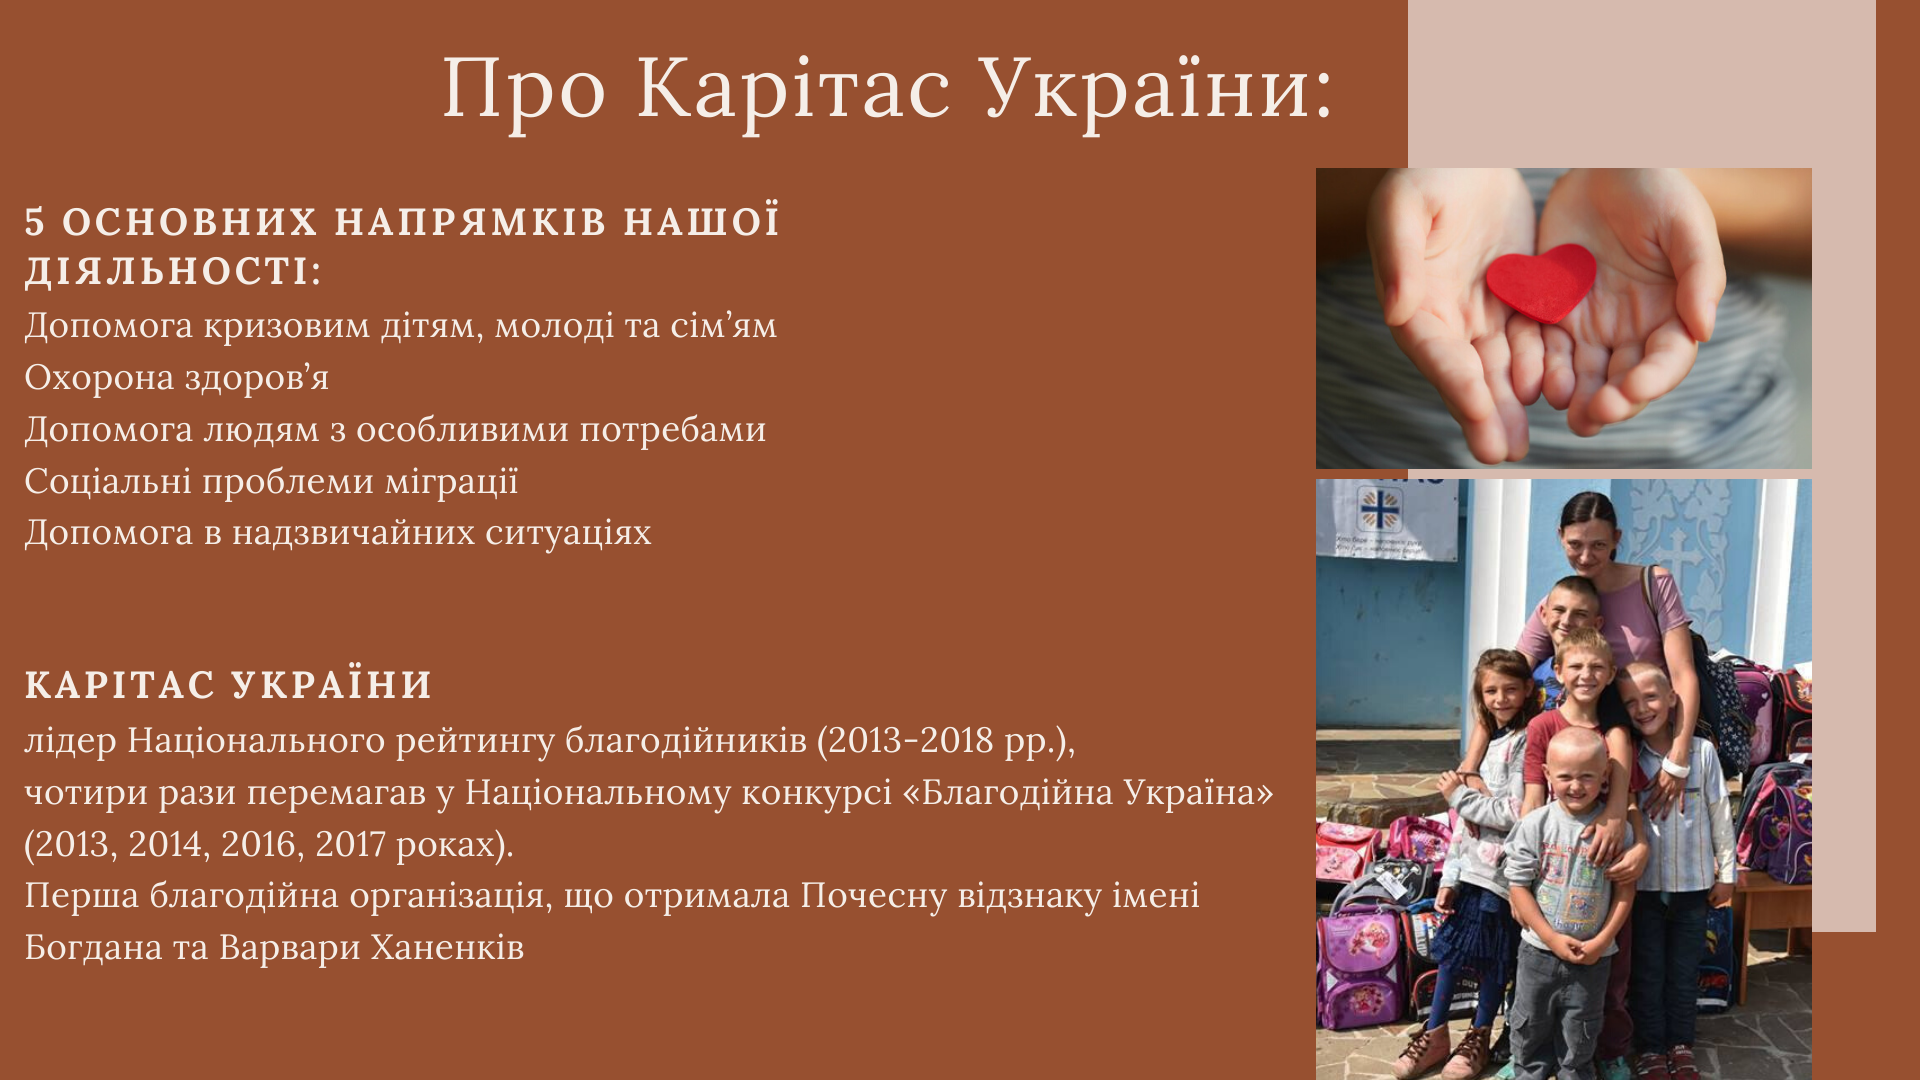 Про Карітас України:
5 ОСНОВНИХ НАПРЯМКІВ НАШОЇ
ДІЯЛЬНОСТІ:
Допомога кризовим дітям, молоді та сім’ям
Охорона здоров’я
Допомога людям з особливими потребами
Соціальні проблеми міграції
Допомога в надзвичайних ситуаціях
КАРІТАС УКРАЇНИ
лідер Національного рейтингу благодійників (2013-2018 рр.),
чотири рази перемагав у Національному конкурсі «Благодійна Україна»
(2013, 2014, 2016, 2017 роках).
Перша благодійна організація, що отримала Почесну відзнаку імені
Богдана та Варвари Ханенків